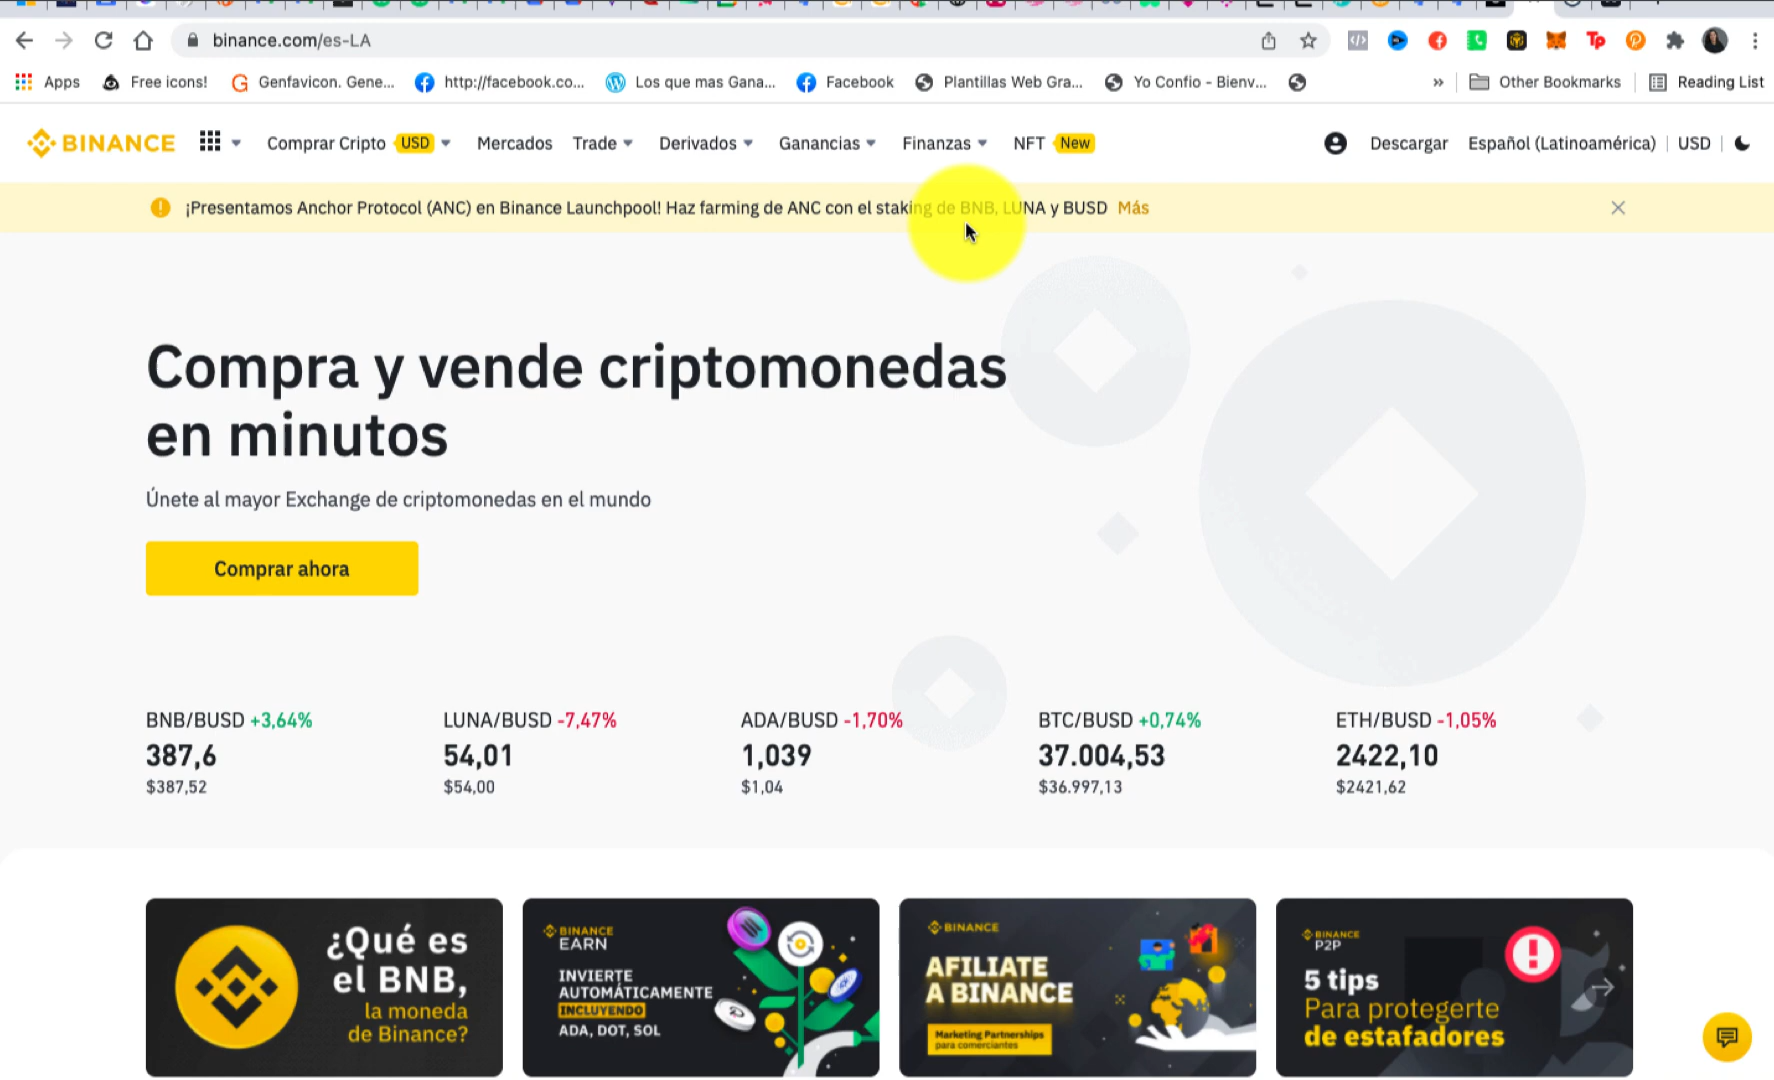 binance.com/es-LA
Apps
Free icons!
Genfavicon. Gene...
http://facebook.co...
Los que mas Gana...
Facebook
Plantillas Web Gra...
Yo Confio - Bienv...
»
Other Bookmarks
Reading List
BINANCE
Comprar Cripto USD
Mercados
Trade
Derivados
Ganancias
Finanzas
NFT New
Descargar
Español (Latinoamérica)
USD
¡Presentamos Anchor Protocol (ANC) en Binance Launchpool! Haz farming de ANC con el staking de BNB, LUNA y BUSD Más
Compra y vende criptomonedas
en minutos
Únete al mayor Exchange de criptomonedas en el mundo
Comprar ahora
BNB/BUSD +3,64%
387,6
$387,52
LUNA/BUSD -7,47%
54,01
$54,00
ADA/BUSD -1,70%
1,039
$1,04
BTC/BUSD +0,74%
37.004,53
$36.997,13
ETH/BUSD -1,05%
2422,10
$2421,62
¿Qué es
el BNB,
la moneda
de Binance?
BINANCE
EARN
INVIERTE
AUTOMÁTICAMENTE
INCLUYENDO
ADA, DOT, SOL
BINANCE
AFILIATE
A BINANCE
Marketing Partnerships
para comerciantes
BINANCE
P2P
5 tips
Para protegerte
de estafadores